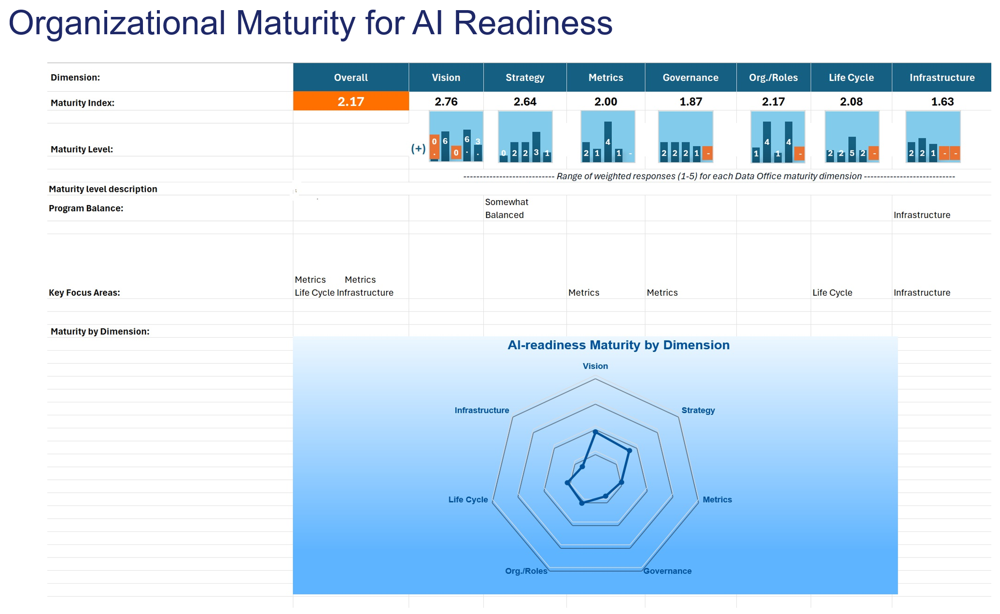 Organizational Maturity for AI Readiness
Dimension: Overall Vision Strategy Metrics Governance Org./Roles Life Cycle Infrastructure
Maturity Index: 2.17 2.76 2.64 2.00 1.87 2.17 2.08 1.63
Maturity Level: (+) 0. 6 0 6. 3. 0 2 2 3 1 2 1 4 1 - 2 2 2 1 - 1 4 1 4 - 2 2 5 2 - 2 2 1 - -
--------------------------- Range of weighted responses (1-5) for each Data Office maturity dimension ---------------------------
Maturity level description
Program Balance: Somewhat
Balanced Infrastructure
Metrics Metrics
Key Focus Areas: Life Cycle Infrastructure Metrics Metrics Life Cycle Infrastructure
Maturity by Dimension:
AI-readiness Maturity by Dimension
Vision
Infrastructure Strategy
Life Cycle Metrics
Org./Roles Governance